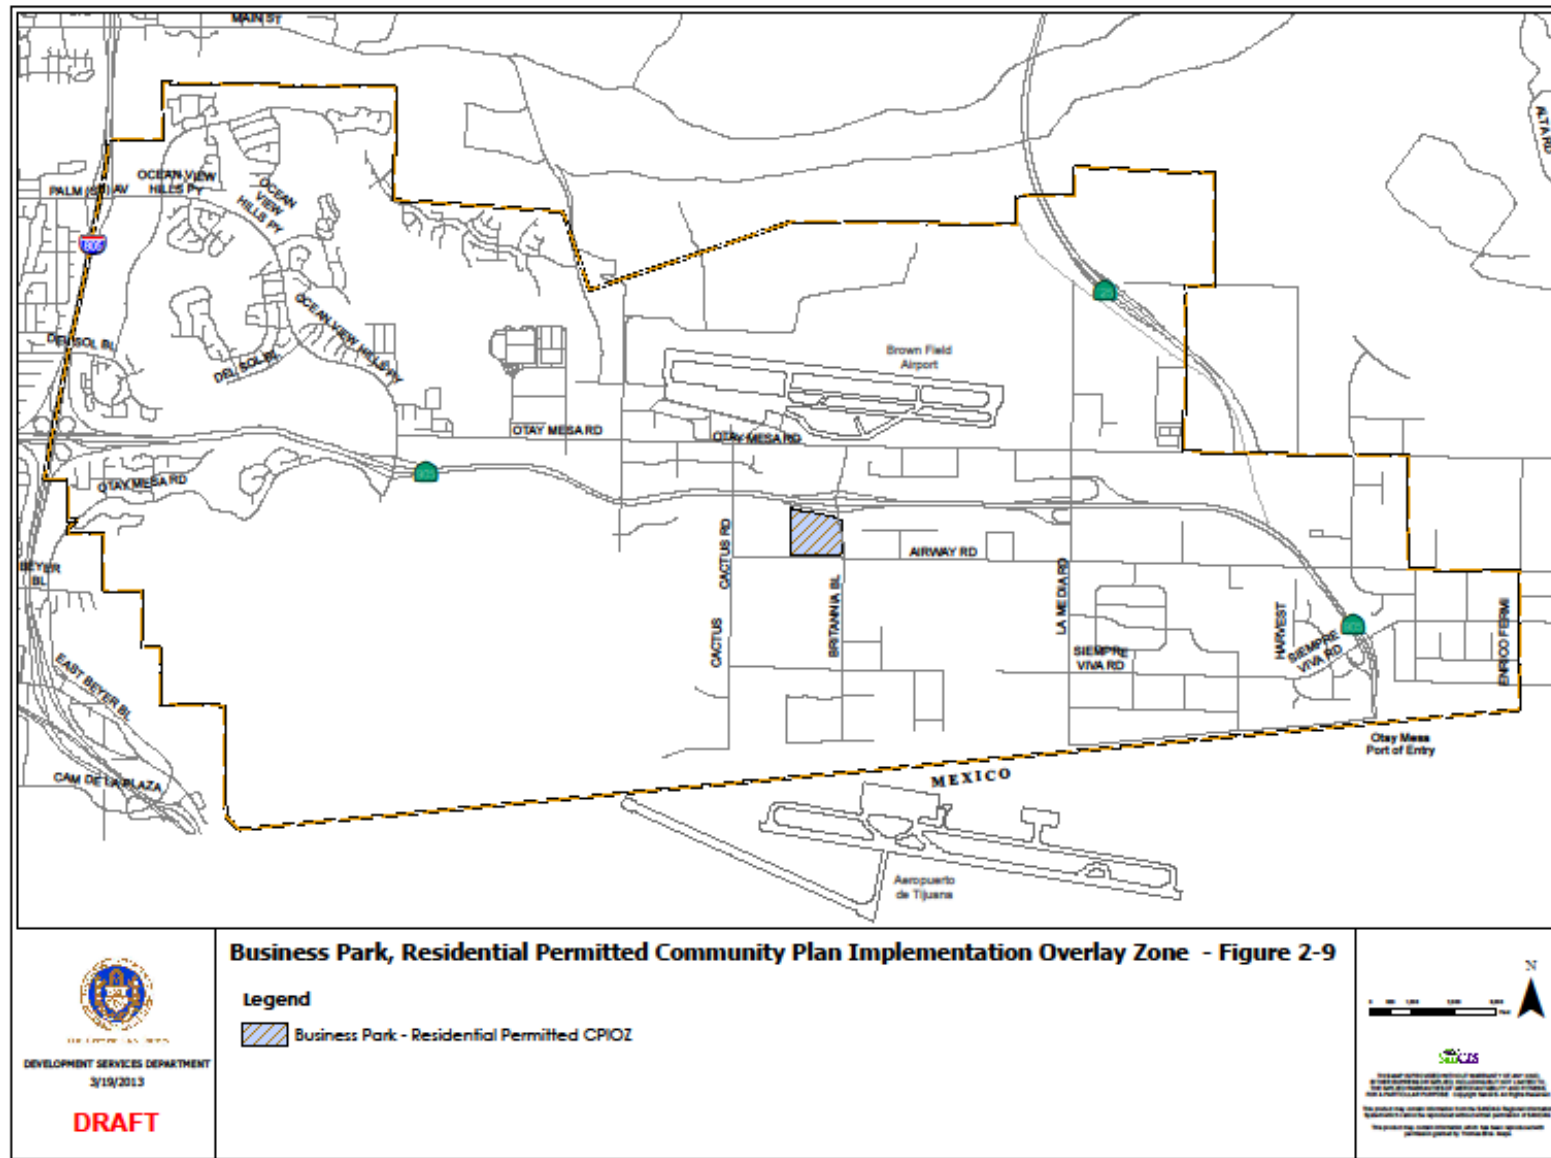 MAIN ST
ALTA RD
OCEAN VIEW
HILLS PY
PALM (SD) AV
OCEAN
VIEW
HILLS PY
805
DEL SOL BL
OCEAN VIEW HILLS PY
DEL SOL BL
Brown Field
Airport
OTAY MESA RD
OTAY MESA RD
OTAY MESA RD
CACTUS RD
AIRWAY RD
BEYER
BL
LA MEDIA RD
BRITANNIA BL
CACTUS
HARVEST
ENRICO FERMI
SIEMPRE
VIVA RD
SIEMPRE
VIVA RD
EAST BEYER BL
Otay Mesa
Port of Entry
CAM DE LA PLAZA
MEXICO
Aeropuerto
de Tijuana
Business Park, Residential Permitted Community Plan Implementation Overlay Zone - Figure 2-9
Legend
Business Park - Residential Permitted CPIOZ
DEVELOPMENT SERVICES DEPARTMENT
3/19/2013
DRAFT
N
SanGIS